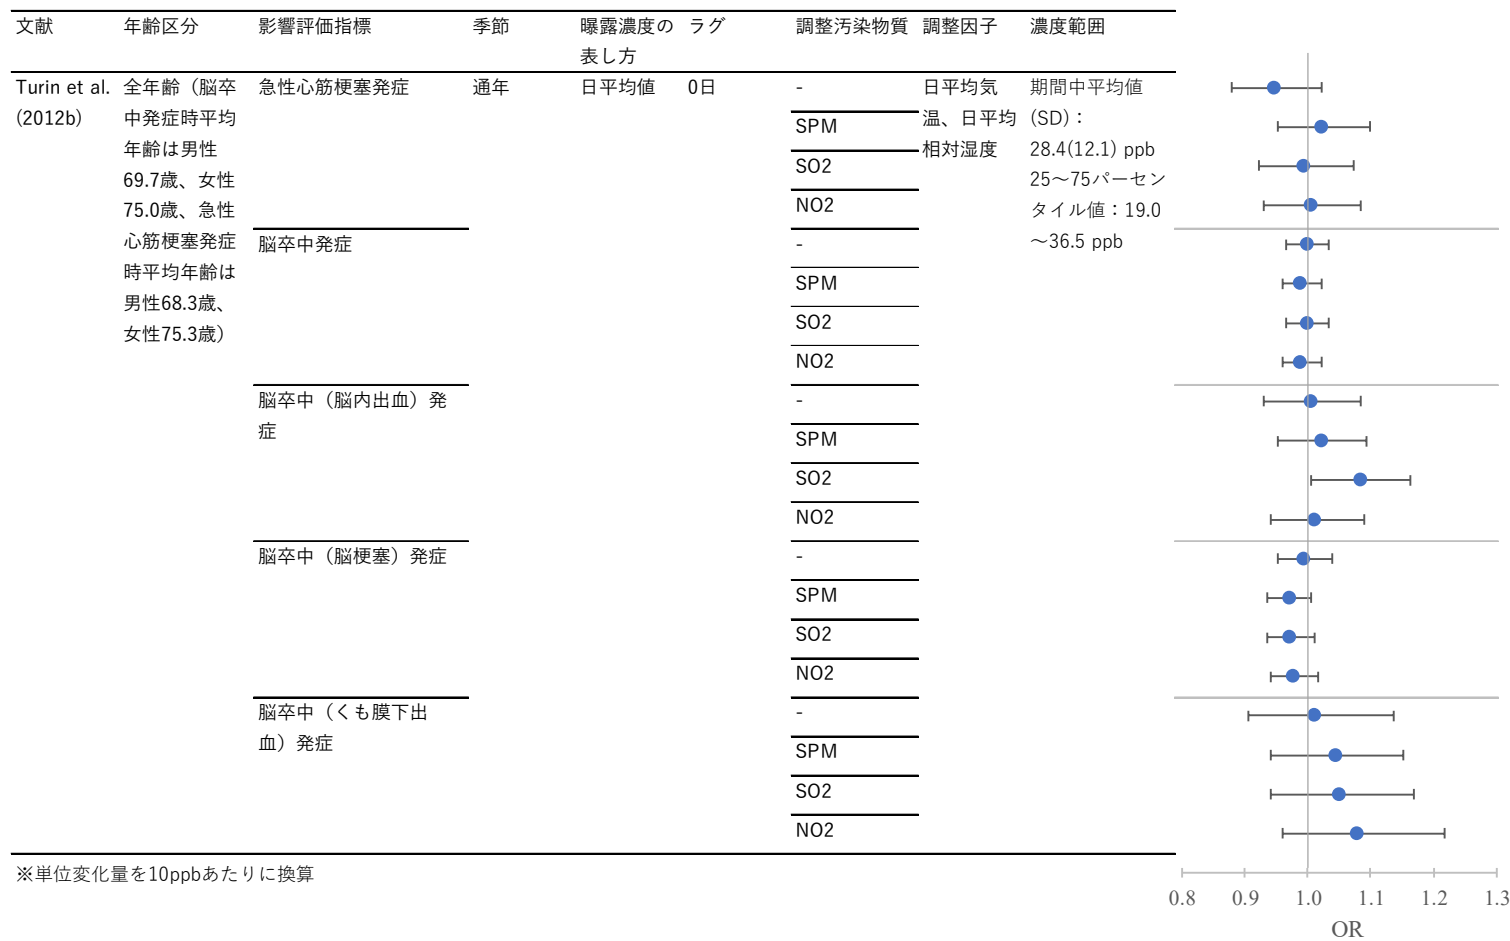 文献 年齢区分 影響評価指標 季節 曝露濃度の ラグ 調整汚染物質 調整因子 濃度範囲
表し方
Turin et al. 全年齢（脳卒 急性心筋梗塞発症 通年 日平均値 0日 - 日平均気 期間中平均値
(2012b) 中発症時平均 SPM 温、日平均 (SD)：
年齢は男性 SO2 相対湿度 28.4(12.1) ppb
69.7歳、女性 25～75パーセン
75.0歳、急性 NO2 タイル値：19.0
心筋梗塞発症 脳卒中発症 - ～36.5 ppb
時平均年齢は SPM
男性68.3歳、 SO2
女性75.3歳）
NO2
脳卒中（脳内出血）発 -
症 SPM
SO2
NO2
脳卒中（脳梗塞）発症 -
SPM
SO2
NO2
脳卒中（くも膜下出 -
血）発症 SPM
SO2
NO2
※単位変化量を10ppbあたりに換算
0.8 0.9 1.0 1.1 1.2 1.3
OR